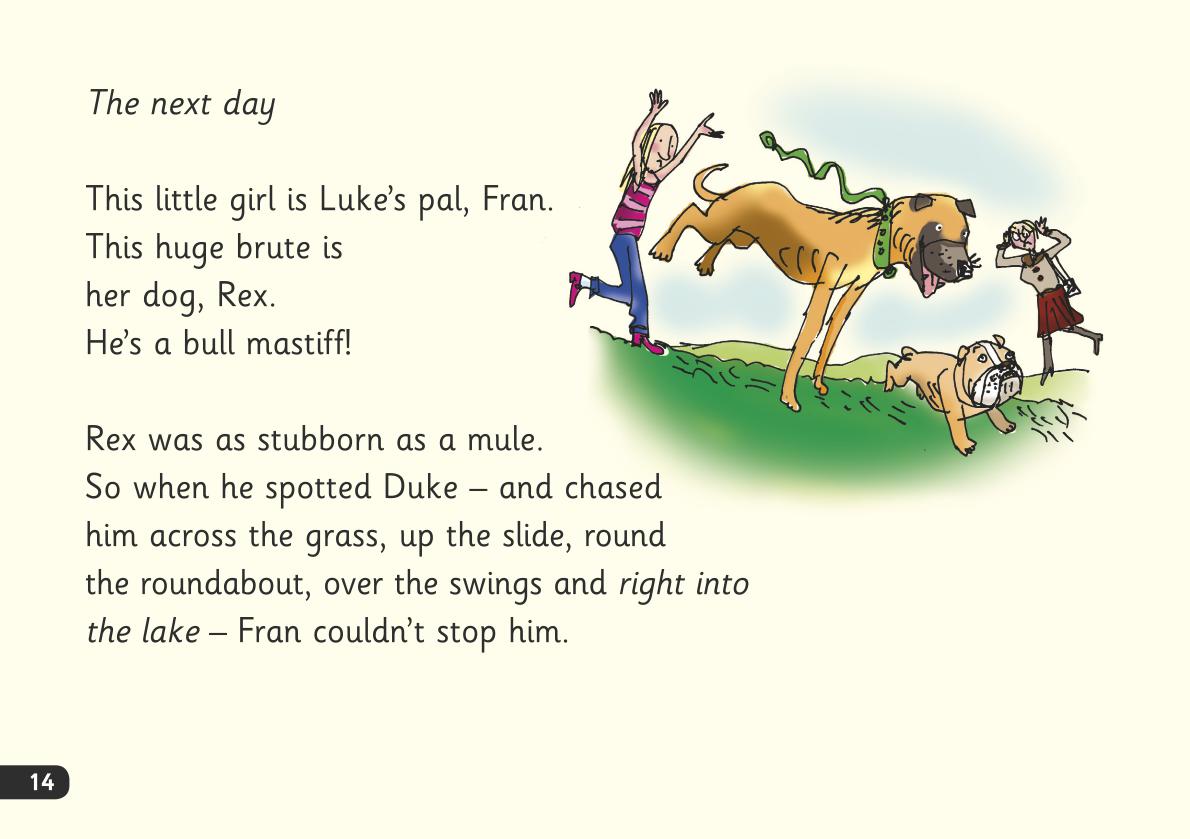 The next day
This little girl is Luke’s pal, Fran.
This huge brute is
her dog, Rex.
He’s a bull mastiff!
Rex was as stubborn as a mule.
So when he spotted Duke – and chased
him across the grass, up the slide, round
the roundabout, over the swings and right into
the lake – Fran couldn’t stop him.
14